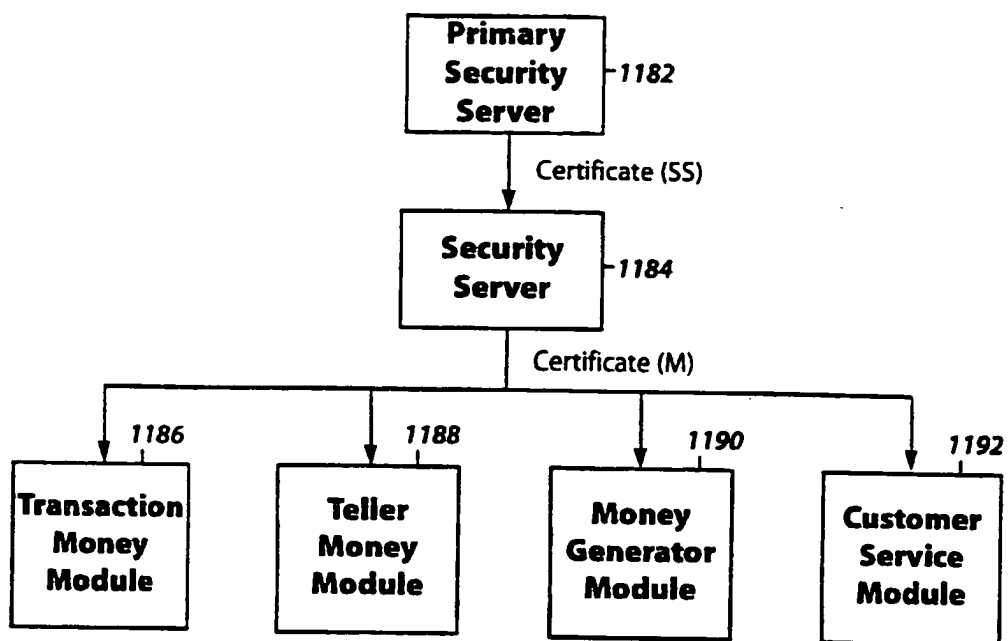 Primary
Security
Server
1182
Certificate (SS)
Security
Server
1184
Certificate (M)
1186
1188
1190
1192
Transaction
Money
Module
Teller
Money
Module
Money
Generator
Module
Customer
Service
Module